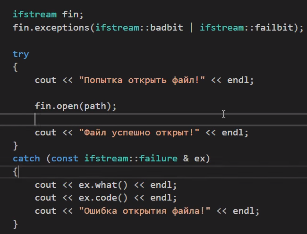 ifstream fin;
fin.exceptions(ifstream::badbit | ifstream::failbit);
try
{
cout << "Попытка открыть файл!" << endl;
fin.open(path);
cout << "Файл успешно открыт!" << endl;
}
catch (const ifstream::failure & ex)
{
cout << ex.what() << endl;
cout << ex.code() << endl;
cout << "Ошибка открытия файла!" << endl;
}